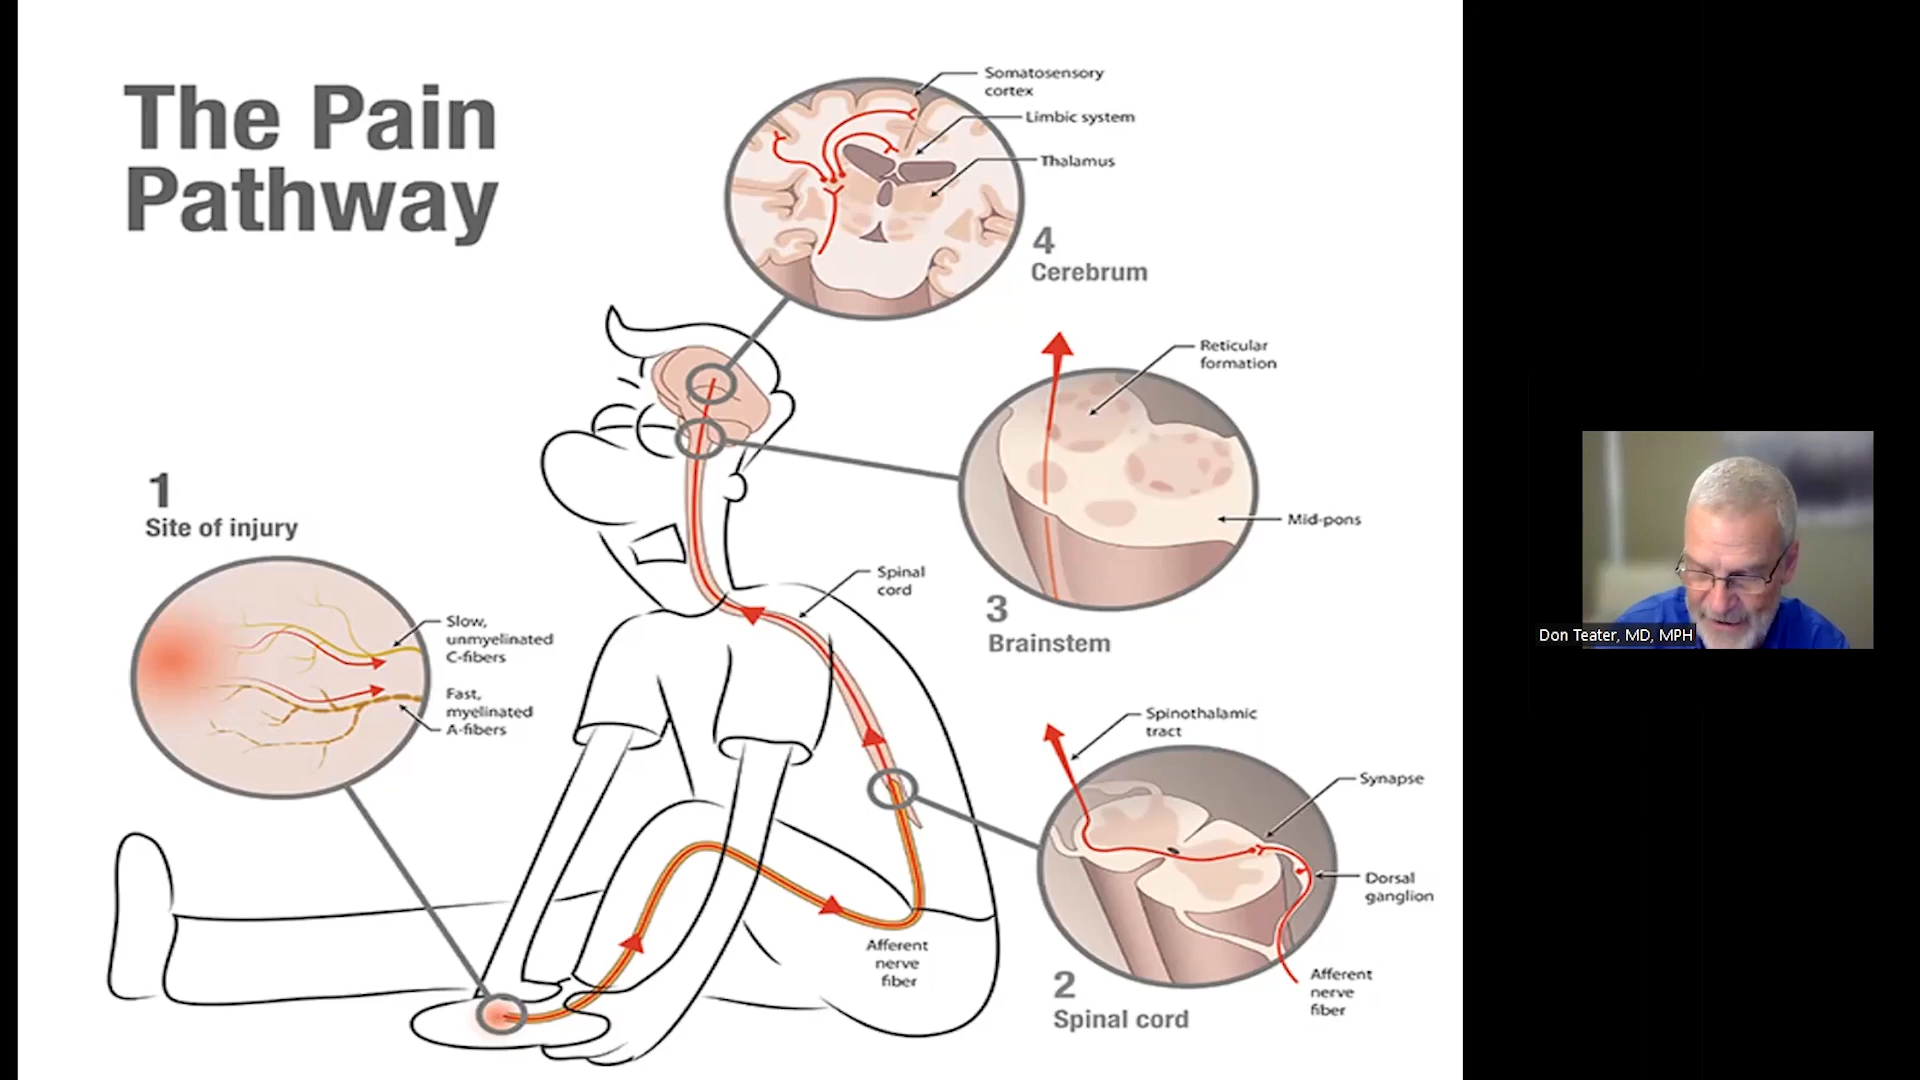 The Pain
Pathway
Somatosensory
cortex
Limbic system
Thalamus
4
Cerebrum
Reticular
formation
Mid-pons
3
Brainstem
1
Site of injury
Slow,
unmyelinated
C-fibers
Fast,
myelinated
A-fibers
Spinal
cord
Spinothalamic
tract
Synapse
Dorsal
ganglion
Afferent
nerve
fiber
2
Spinal cord
Afferent
nerve
fiber
Don Teater, MD, MPH